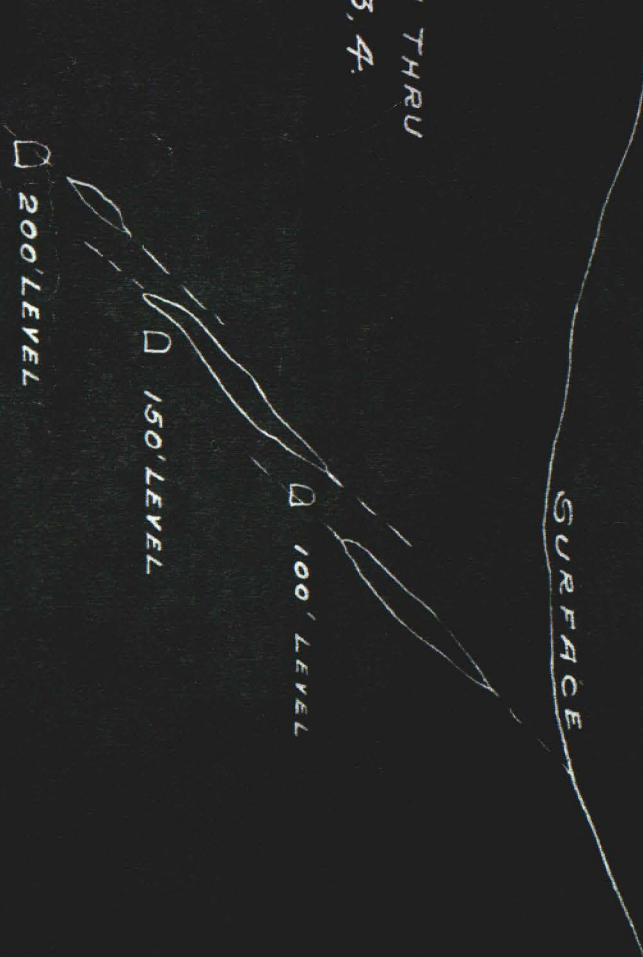 SURFACE
THRU
3, 4.
100' LEVEL
150' LEVEL
200' LEVEL